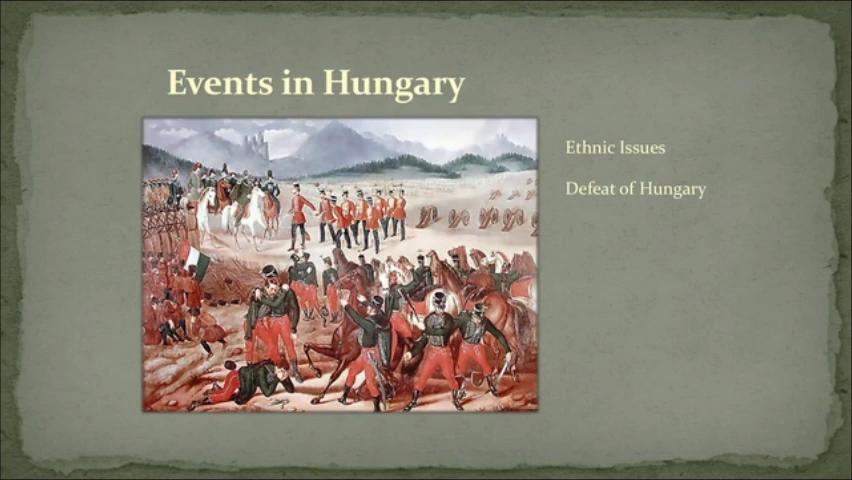 Events in Hungary
Ethnic Issues
Defeat of Hungary